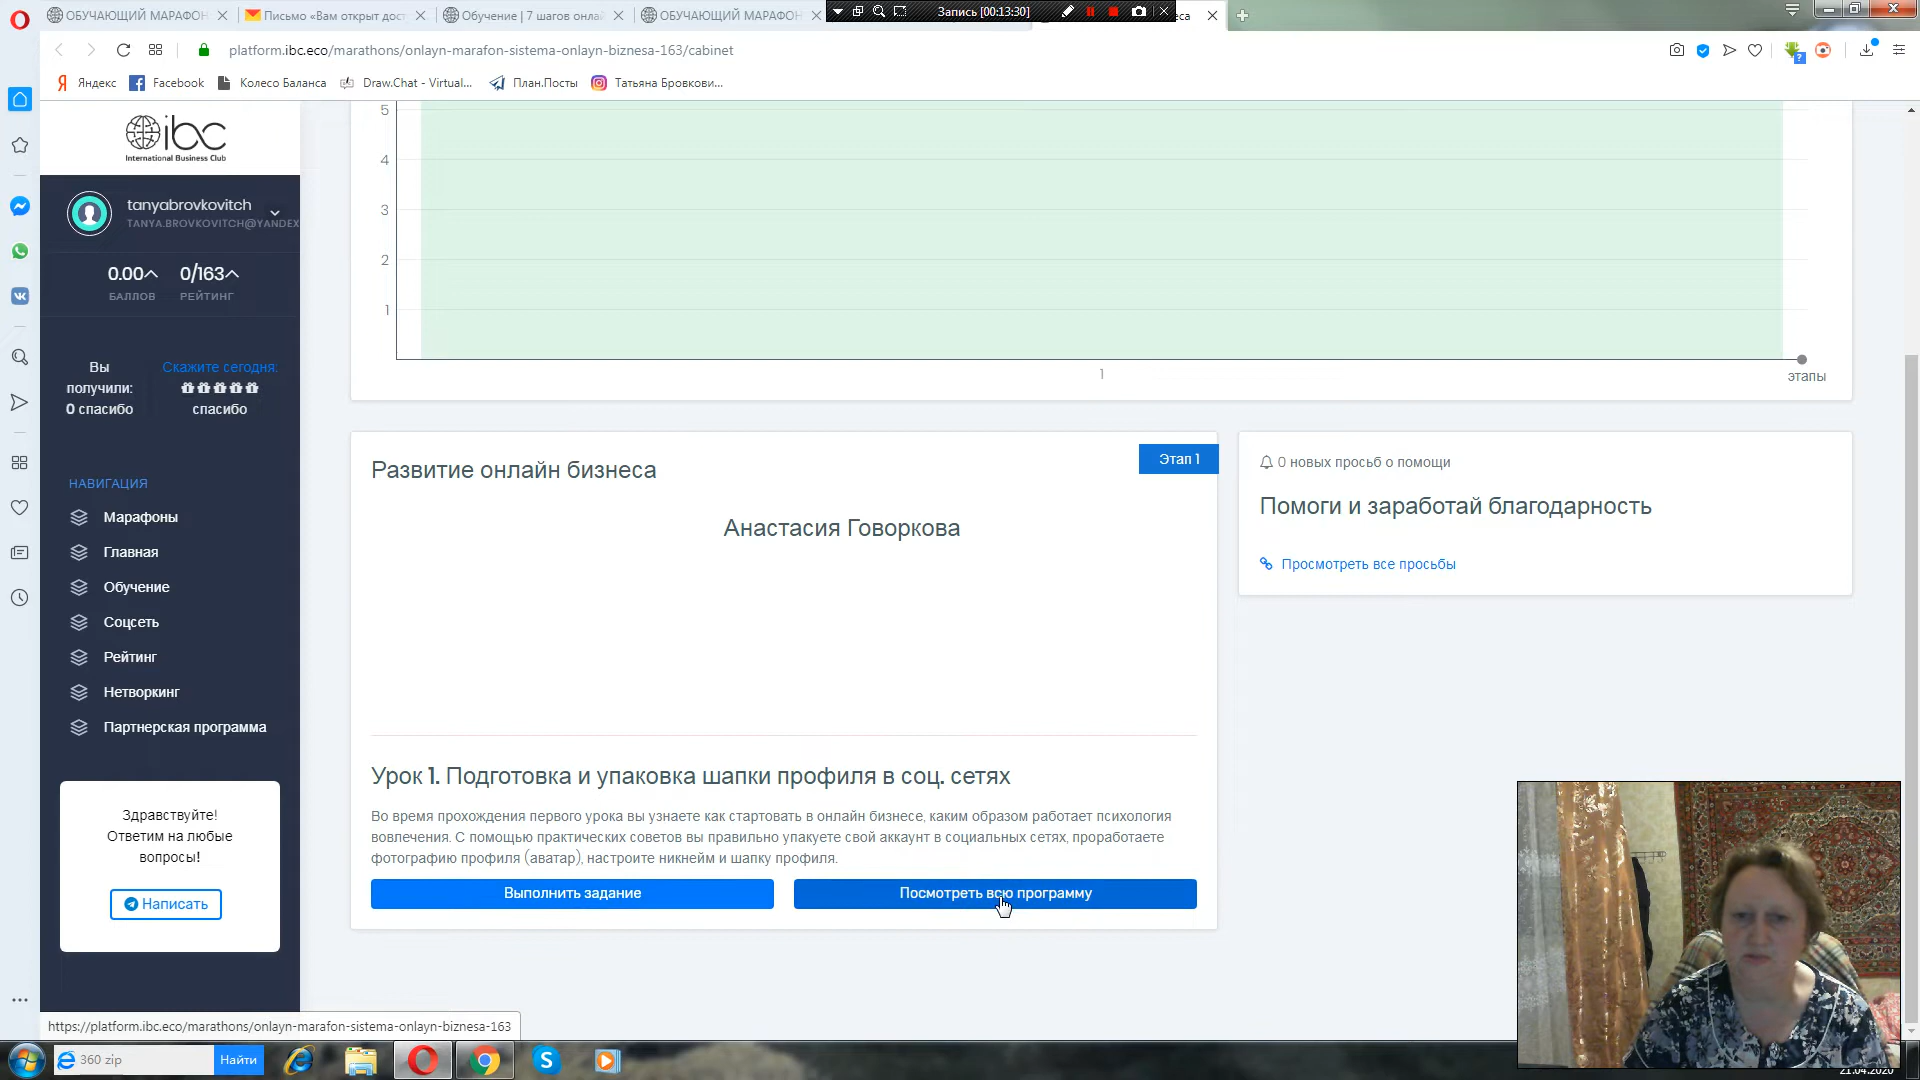 ОБУЧАЮЩИЙ МАРАФОН
Письмо «Вам открыт дост
Обучение | 7 шагов онла
ОБУЧАЮЩИЙ МАРАФОН
Запись [00:13:30]
platform.ibc.eco/marathons/onlayn-marafon-sistema-onlayn-biznesa-163/cabinet
Яндекс
Facebook
Колесо Баланса
Draw.Chat - Virtual...
План.Посты
Татьяна Бровкови...
ibc
International Business Club
tanyabrovkovitch
TANYA.BROVKOVITCH@YANDEX
0.00
0/163
БАЛЛОВ
РЕЙТИНГ
Вы получили:
0 спасибо
Скажите сегодня:
спасибо
НАВИГАЦИЯ
Марафоны
Главная
Обучение
Соцсеть
Рейтинг
Нетворкинг
Партнерская программа
Здравствуйте!
Ответим на любые
вопросы!
Написать
5
4
3
2
1
1
этапы
Развитие онлайн бизнеса
Этап 1
Анастасия Говоркова
Урок 1. Подготовка и упаковка шапки профиля в соц. сетях
Во время прохождения первого урока вы узнаете как стартовать в онлайн бизнесе, каким образом работает психология
вовлечения. С помощью практических советов вы правильно упакуете свой аккаунт в социальных сетях, проработаете
фотографию профиля (аватар), настроите никнейм и шапку профиля.
Выполнить задание
Посмотреть всю программу
0 новых просьб о помощи
Помоги и заработай благодарность
Просмотреть все просьбы
https://platform.ibc.eco/marathons/onlayn-marafon-sistema-onlayn-biznesa-163
360 zip
Найти
21.04.2020